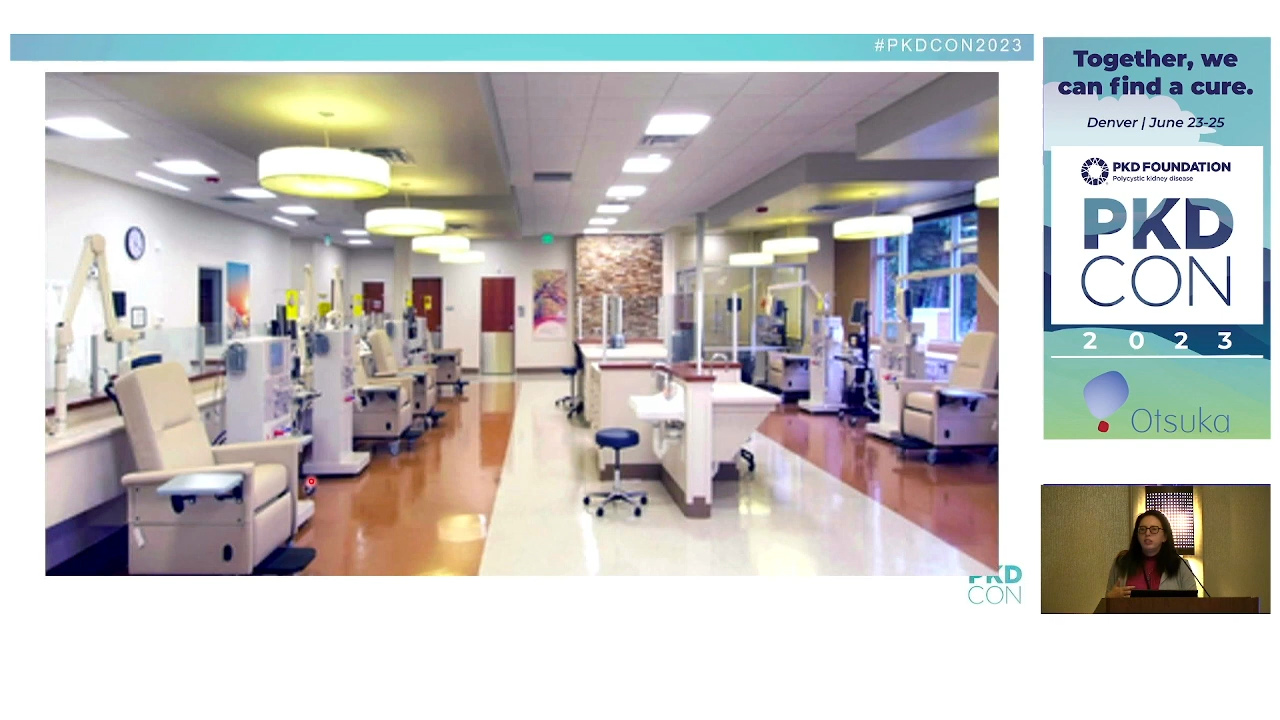 #PKDCON2023
Together, we
can find a cure.
Denver | June 23-25
PKD FOUNDATION
Polycystic kidney disease
PKD
CON
2 0 2 3
Otsuka
PKD
CON